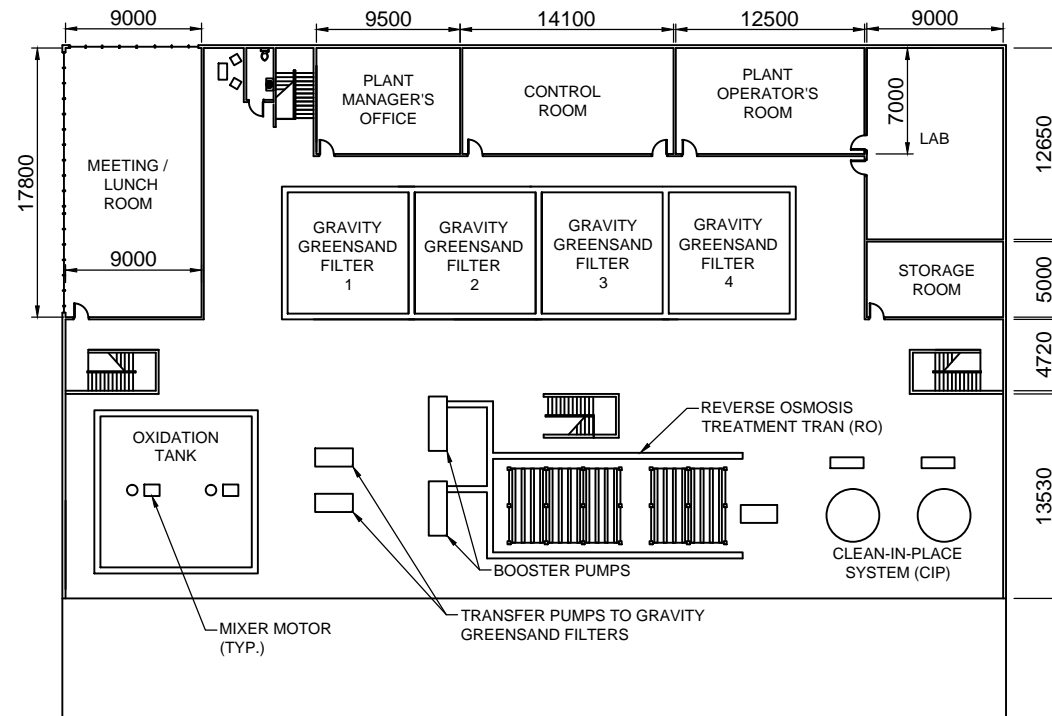 9000
9500
14100
12500
9000
17800
PLANT
MANAGER'S
OFFICE
CONTROL
ROOM
PLANT
OPERATOR'S
ROOM
7000
LAB
12650
MEETING /
LUNCH
ROOM
9000
GRAVITY
GREENSAND
FILTER
1
GRAVITY
GREENSAND
FILTER
2
GRAVITY
GREENSAND
FILTER
3
GRAVITY
GREENSAND
FILTER
4
STORAGE
ROOM
5000
4720
REVERSE OSMOSIS
TREATMENT TRAN (RO)
OXIDATION
TANK
13530
CLEAN-IN-PLACE
SYSTEM (CIP)
BOOSTER PUMPS
TRANSFER PUMPS TO GRAVITY
GREENSAND FILTERS
MIXER MOTOR
(TYP.)